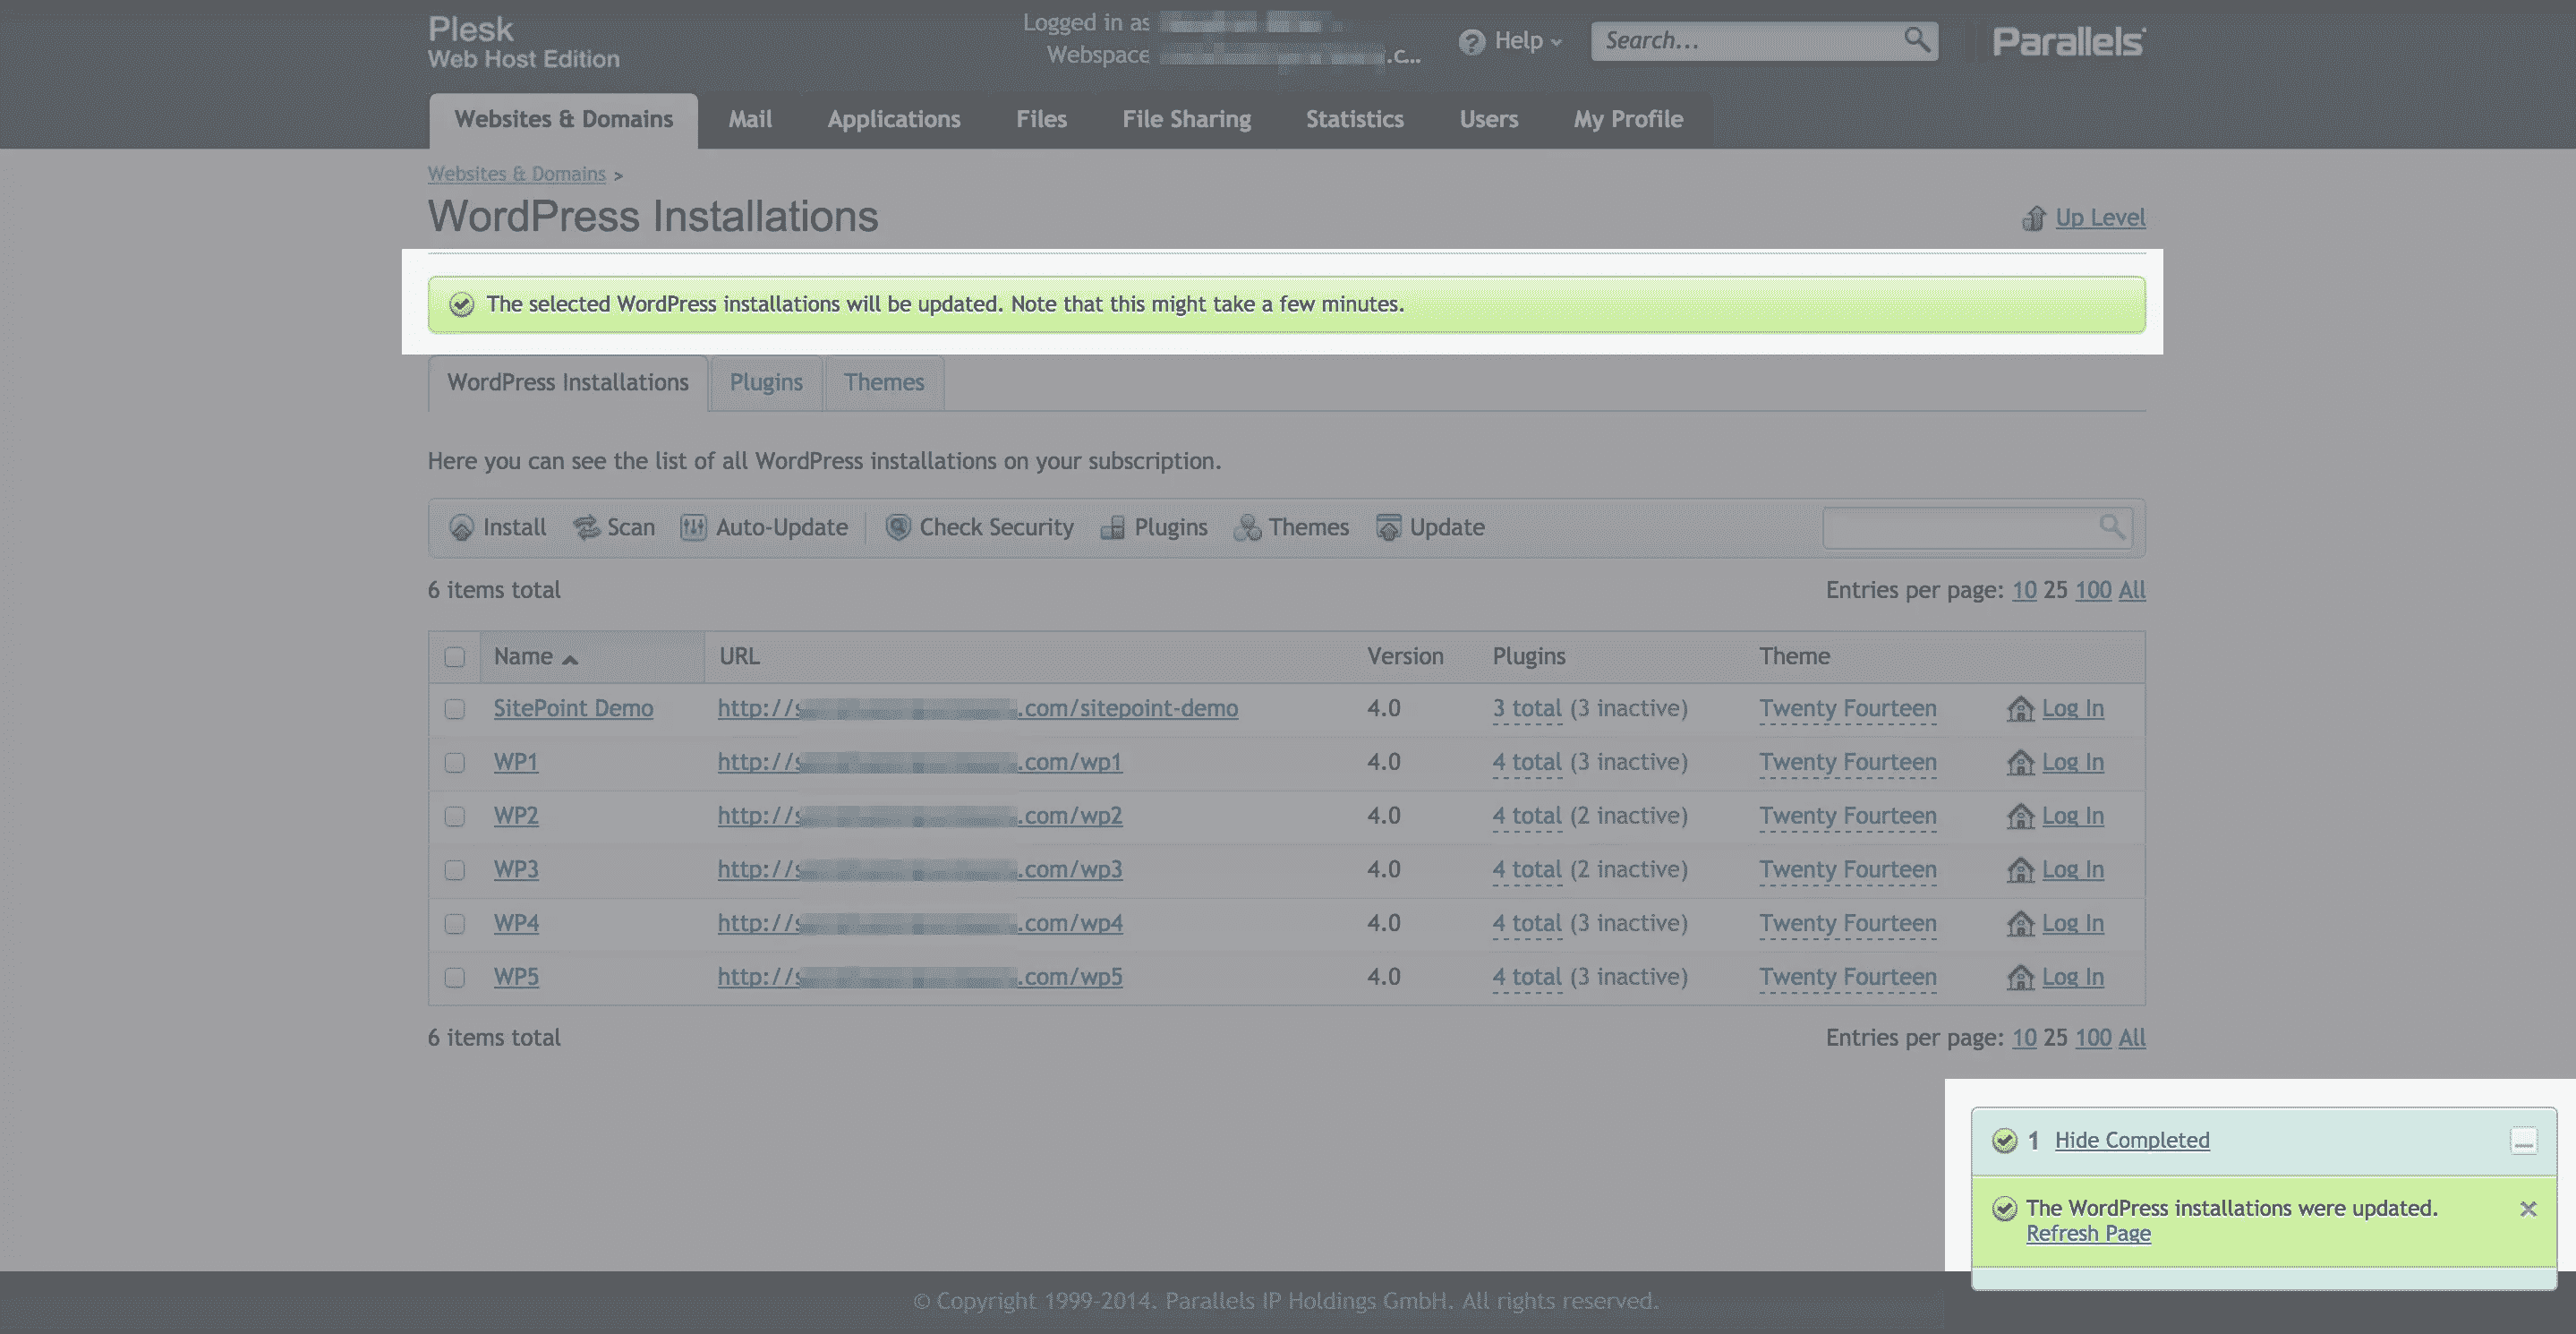 Plesk
Web Host Edition
Logged in as
Webspace .c...
Help
Search...
Parallels
Websites & Domains Mail Applications Files File Sharing Statistics Users My Profile
Websites & Domains >
WordPress Installations
Up Level
The selected WordPress installations will be updated. Note that this might take a few minutes.
WordPress Installations Plugins Themes
Here you can see the list of all WordPress installations on your subscription.
Install Scan Auto-Update Check Security Plugins Themes Update
6 items total Entries per page: 10 25 100 All
Name URL Version Plugins Theme
SitePoint Demo http://s .com/sitepoint-demo 4.0 3 total (3 inactive) Twenty Fourteen Log In
WP1 http://s .com/wp1 4.0 4 total (3 inactive) Twenty Fourteen Log In
WP2 http://s .com/wp2 4.0 4 total (2 inactive) Twenty Fourteen Log In
WP3 http://s .com/wp3 4.0 4 total (2 inactive) Twenty Fourteen Log In
WP4 http://s .com/wp4 4.0 4 total (3 inactive) Twenty Fourteen Log In
WP5 http://s .com/wp5 4.0 4 total (3 inactive) Twenty Fourteen Log In
6 items total Entries per page: 10 25 100 All
1 Hide Completed
The WordPress installations were updated.
Refresh Page
© Copyright 1999-2014. Parallels IP Holdings GmbH. All rights reserved.